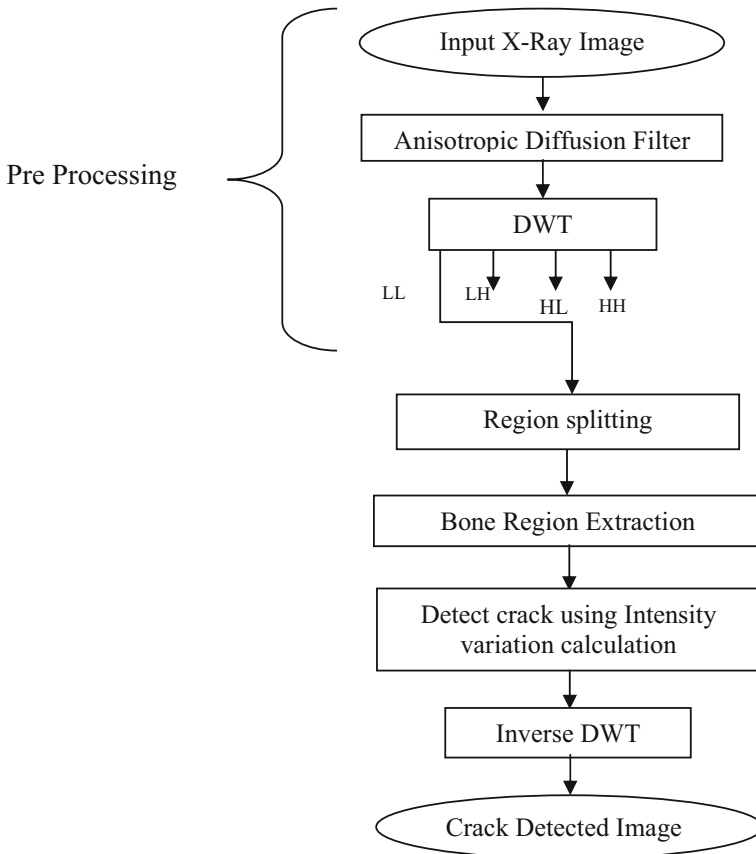 Input X-Ray Image
Anisotropic Diffusion Filter
Pre Processing
DWT
LL LH HL HH
Region splitting
Bone Region Extraction
Detect crack using Intensity
variation calculation
Inverse DWT
Crack Detected Image